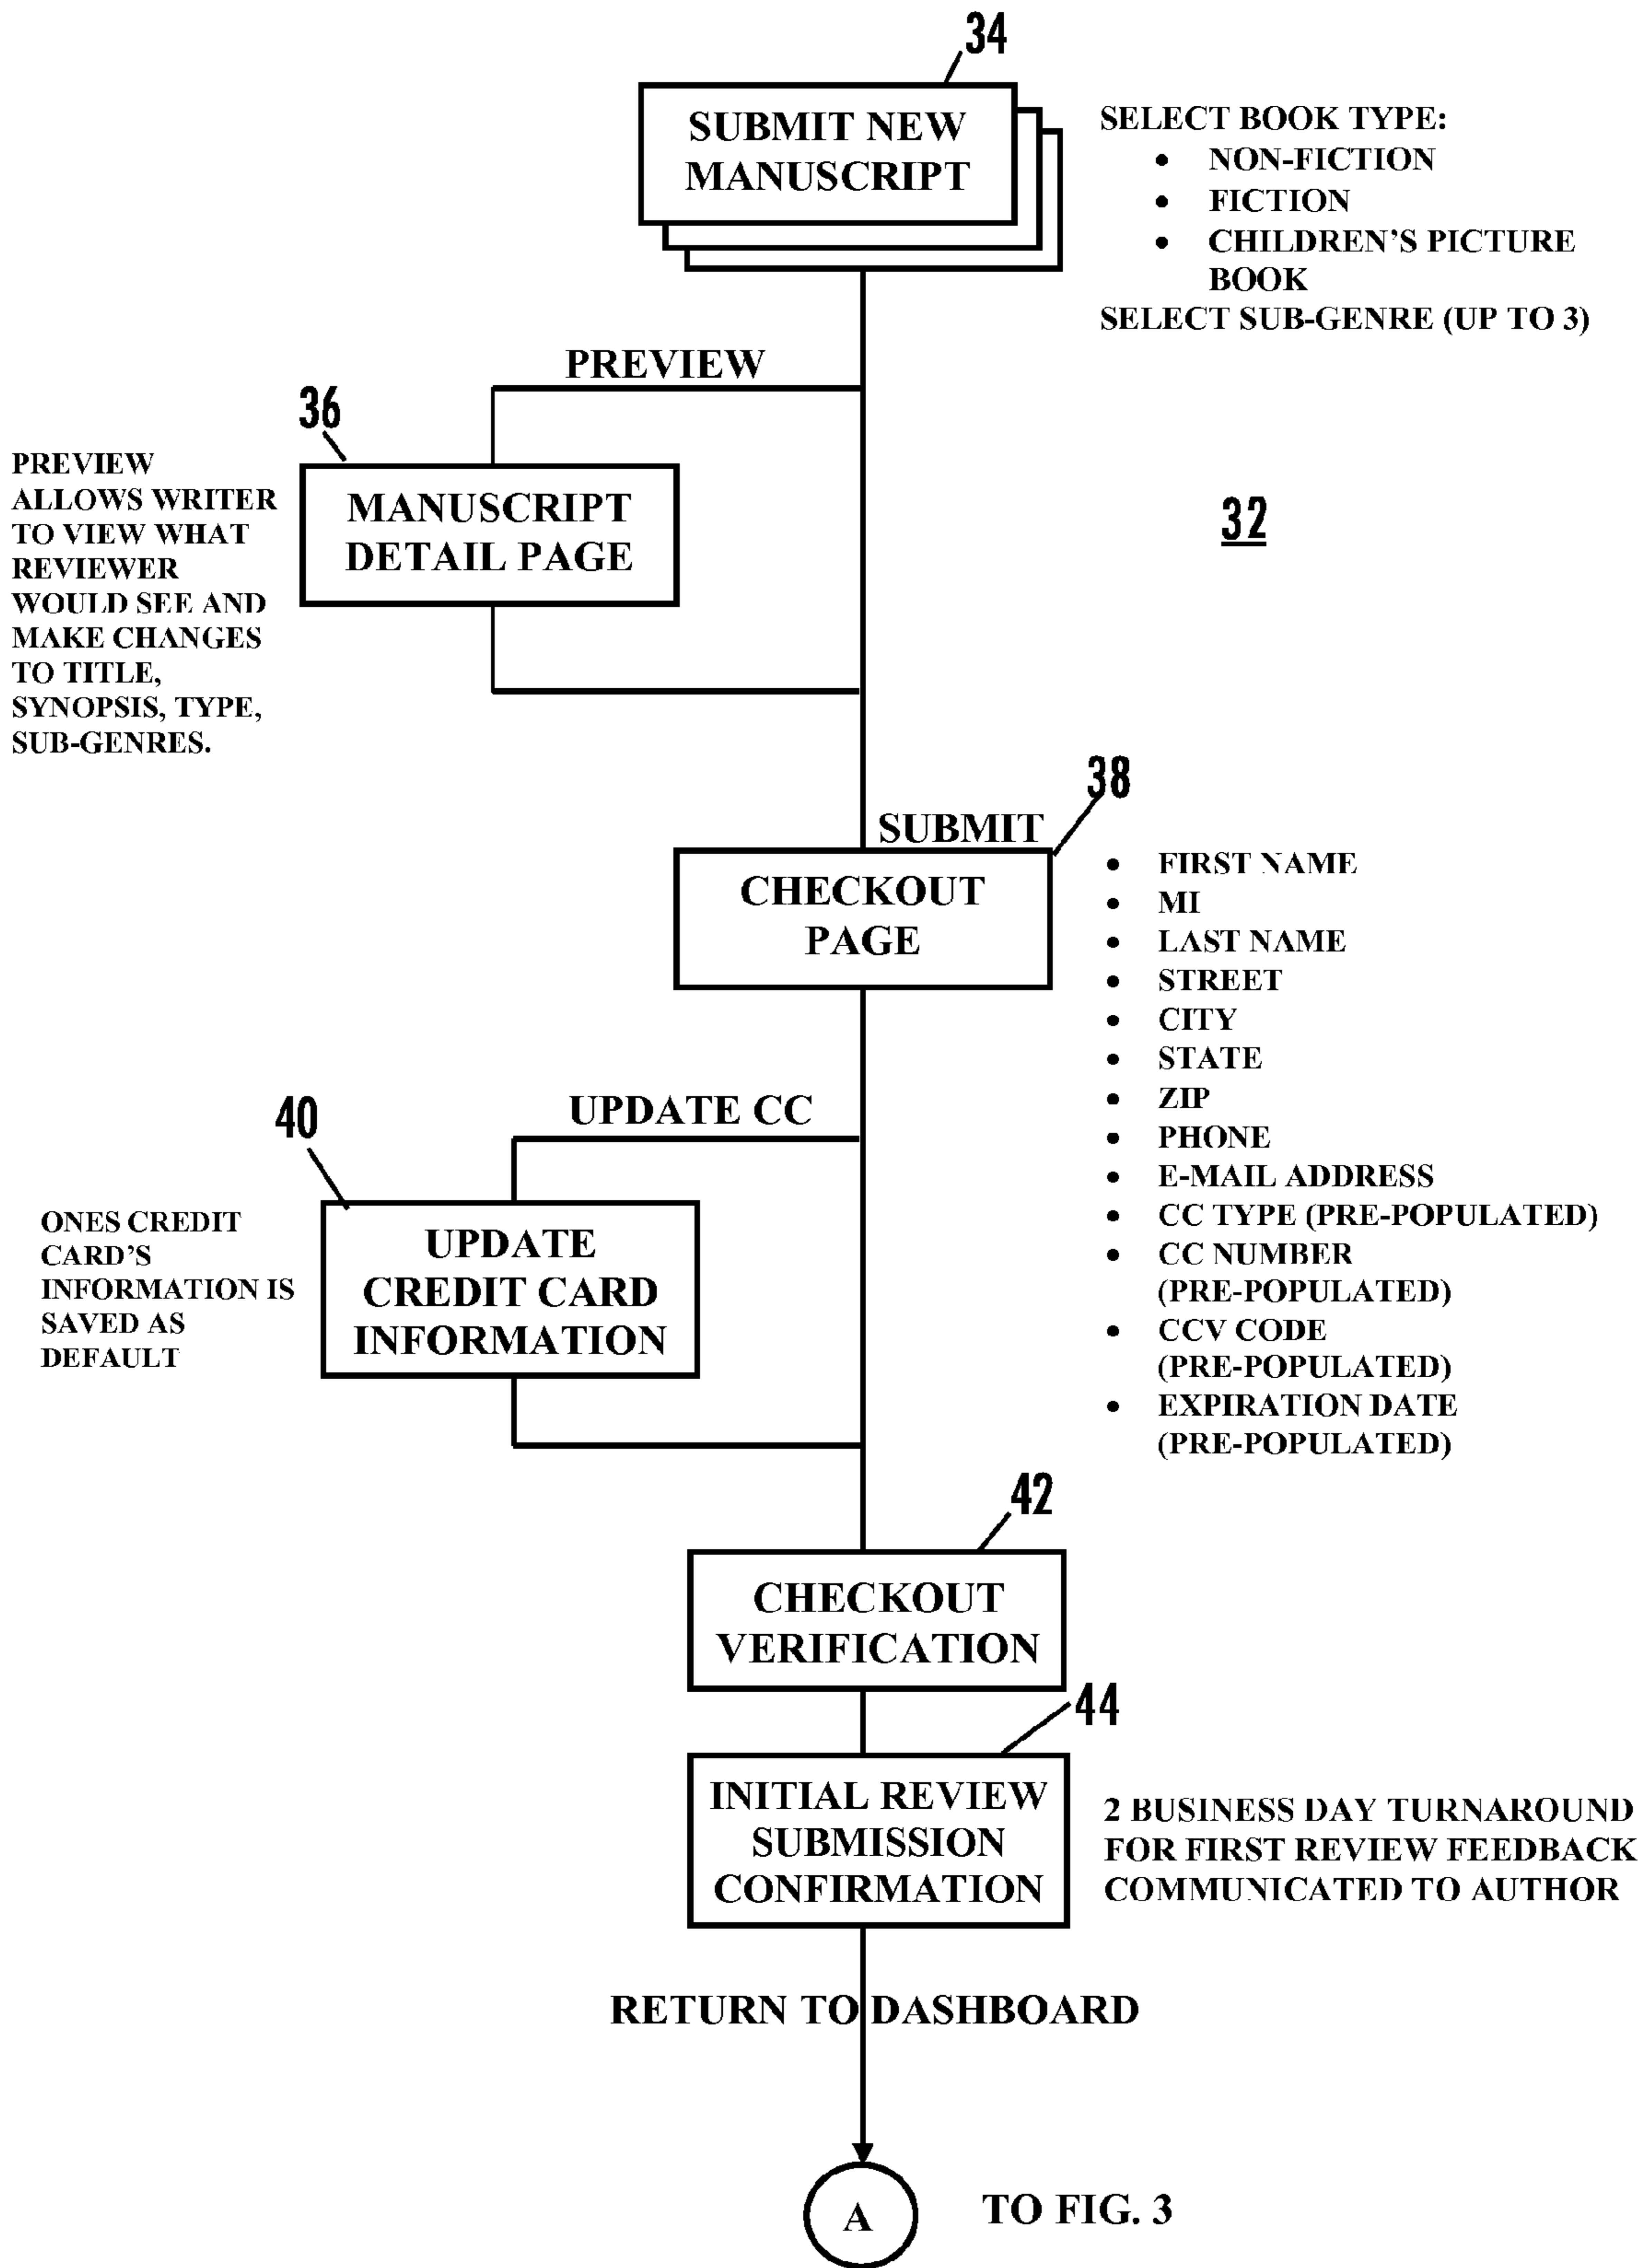 34
SUBMIT NEW
MANUSCRIPT
SELECT BOOK TYPE:
• NON-FICTION
• FICTION
• CHILDREN'S PICTURE
BOOK
SELECT SUB-GENRE (UP TO 3)
PREVIEW
36
PREVIEW
ALLOWS WRITER
TO VIEW WHAT
REVIEWER
WOULD SEE AND
MAKE CHANGES
TO TITLE,
SYNOPSIS, TYPE,
SUB-GENRES.
MANUSCRIPT
DETAIL PAGE
32
38
SUBMIT
CHECKOUT
PAGE
• FIRST NAME
• MI
• LAST NAME
• STREET
• CITY
• STATE
• ZIP
• PHONE
• E-MAIL ADDRESS
• CC TYPE (PRE-POPULATED)
• CC NUMBER
(PRE-POPULATED)
• CCV CODE
(PRE-POPULATED)
• EXPIRATION DATE
(PRE-POPULATED)
UPDATE CC
40
ONES CREDIT
CARD'S
INFORMATION IS
SAVED AS
DEFAULT
UPDATE
CREDIT CARD
INFORMATION
42
CHECKOUT
VERIFICATION
44
INITIAL REVIEW
SUBMISSION
CONFIRMATION
2 BUSINESS DAY TURNAROUND
FOR FIRST REVIEW FEEDBACK
COMMUNICATED TO AUTHOR
RETURN TO DASHBOARD
A
TO FIG. 3